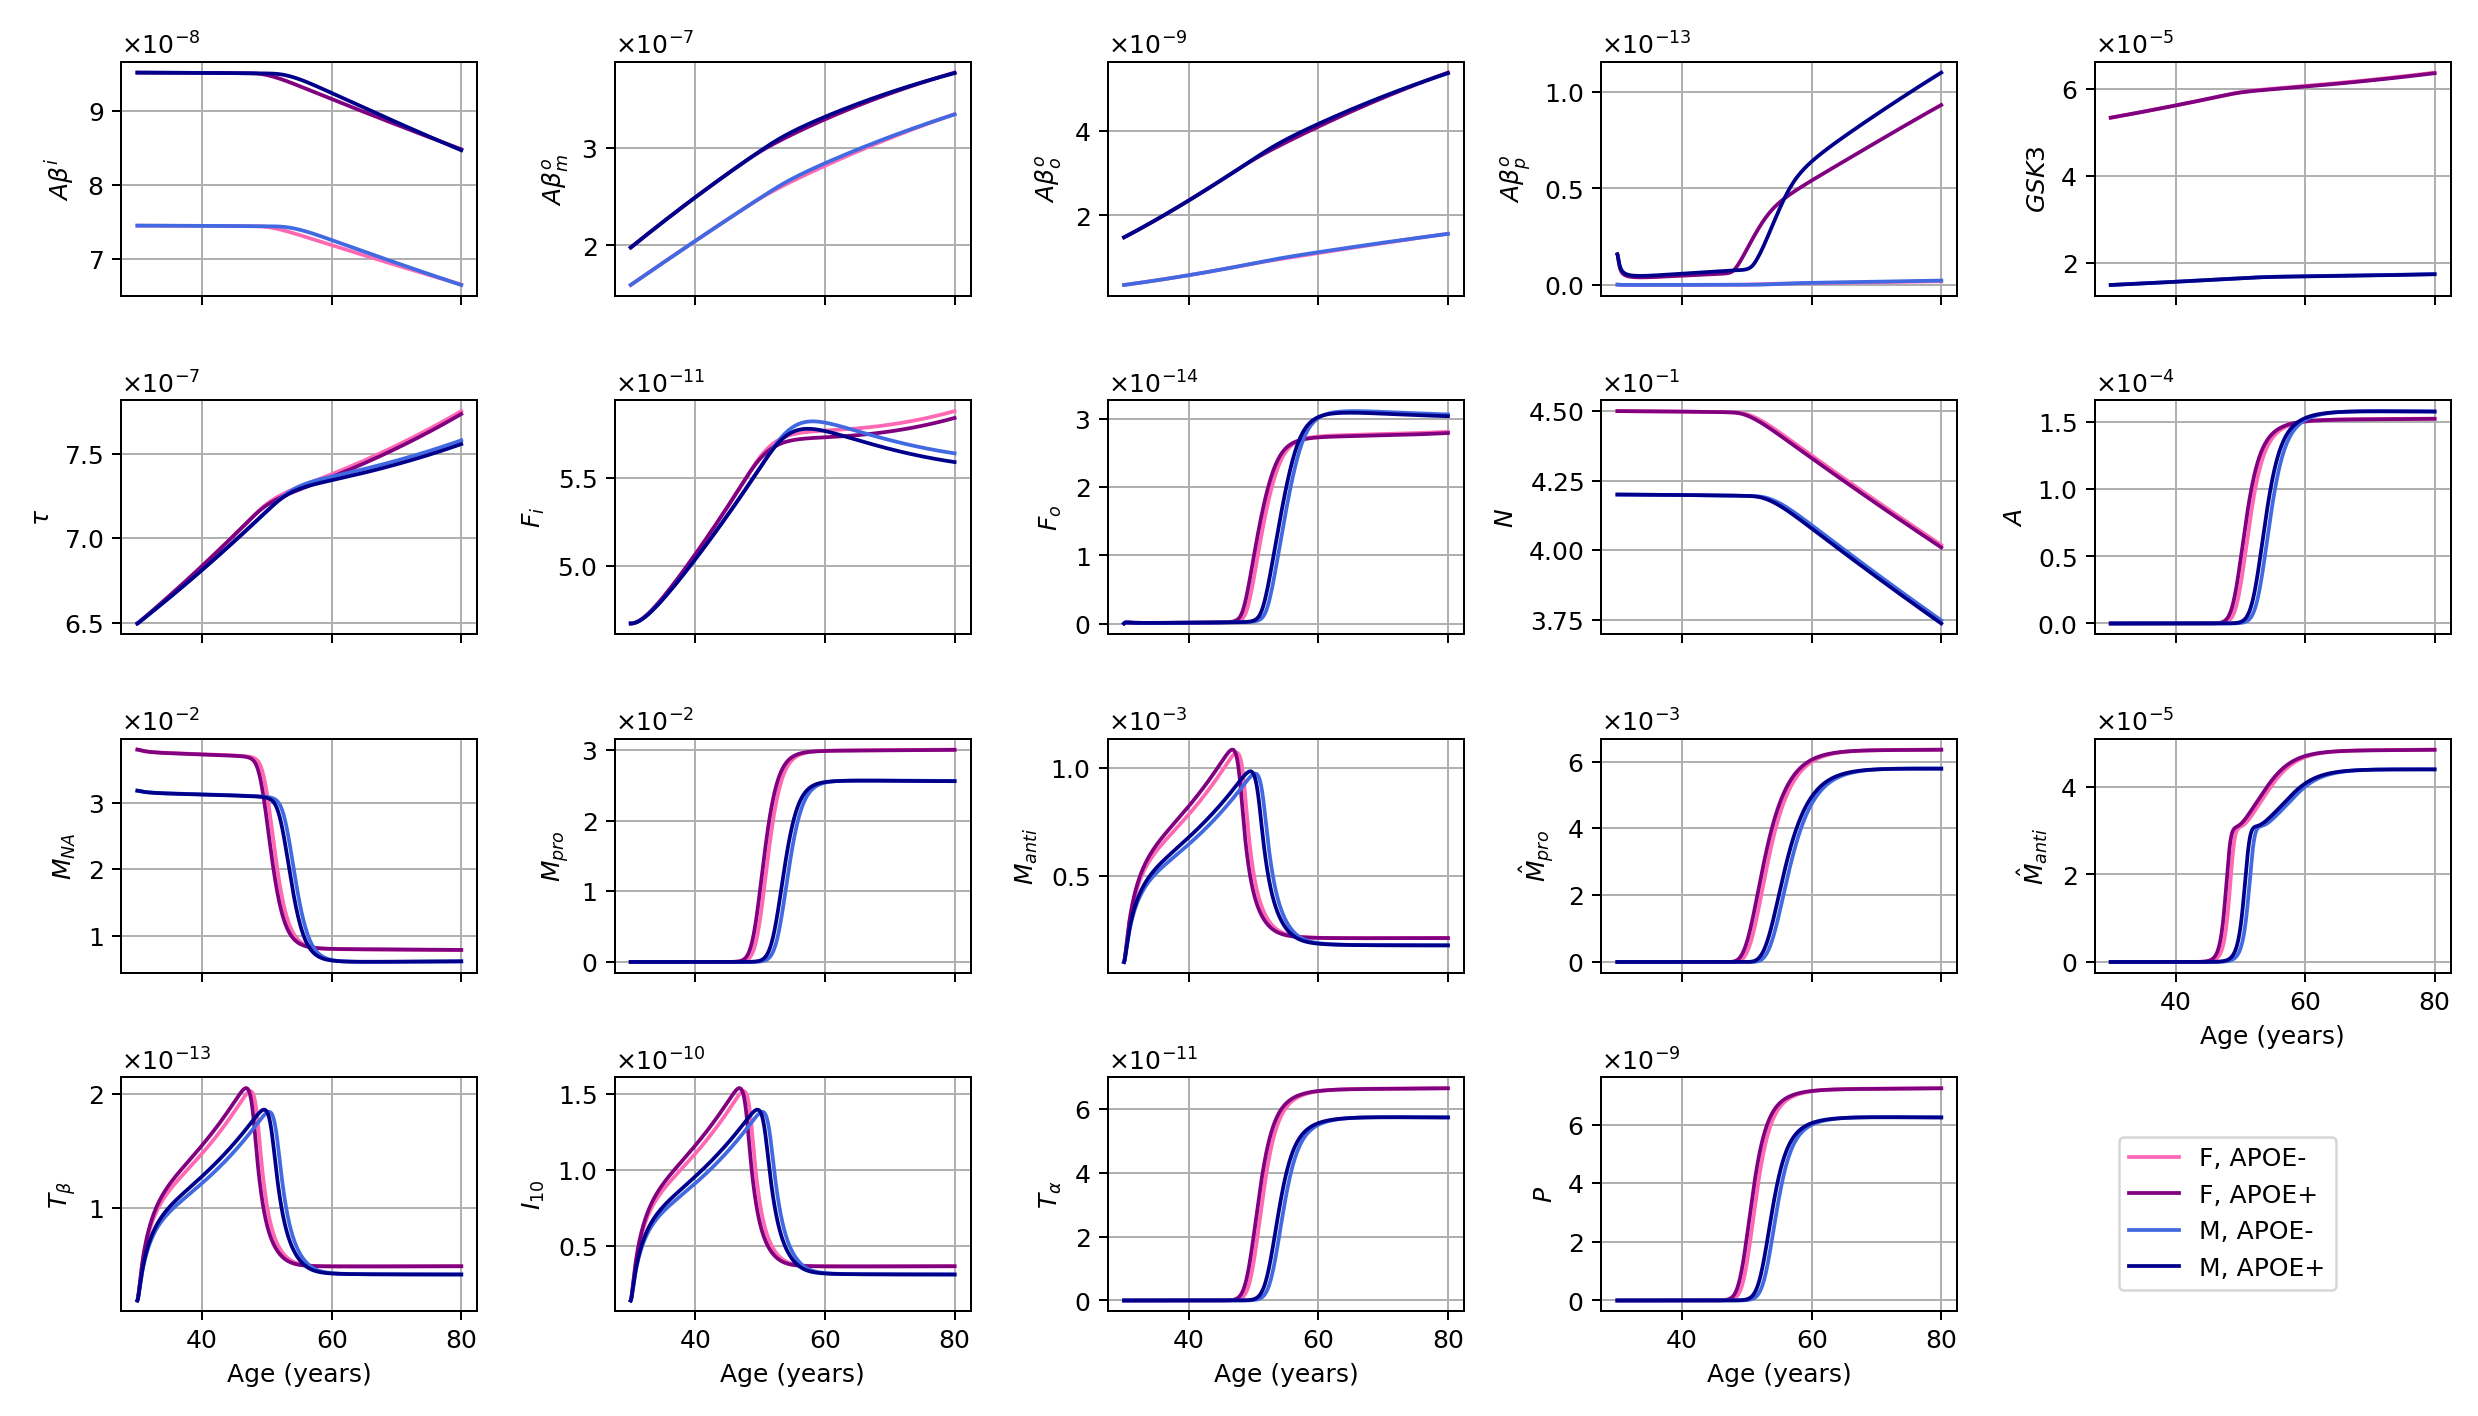 ×10⁻⁸ ×10⁻⁷ ×10⁻⁹ ×10⁻¹³ ×10⁻⁵
Aβⁱ 9 8 7
Aβₘᵒ 3 2
Aβₒᵒ 4 2
Aβₚᵒ 1.0 0.5 0.0
GSK3 6 4 2
×10⁻⁷ ×10⁻¹¹ ×10⁻¹⁴ ×10⁻¹ ×10⁻⁴
τ 7.5 7.0 6.5
Fᵢ 5.5 5.0
Fₒ 3 2 1 0
N 4.50 4.25 4.00 3.75
A 1.5 1.0 0.5 0.0
×10⁻² ×10⁻² ×10⁻³ ×10⁻³ ×10⁻⁵
M_NA 3 2 1
M_pro 3 2 1 0
M_anti 1.0 0.5
M̂_pro 6 4 2 0
M̂_anti 4 2 0
40 60 80
Age (years)
×10⁻¹³ ×10⁻¹⁰ ×10⁻¹¹ ×10⁻⁹
T_β 2 1
I₁₀ 1.5 1.0 0.5
T_α 6 4 2 0
P 6 4 2 0
40 60 80 40 60 80 40 60 80 40 60 80
Age (years) Age (years) Age (years) Age (years)
F, APOE-
F, APOE+
M, APOE-
M, APOE+